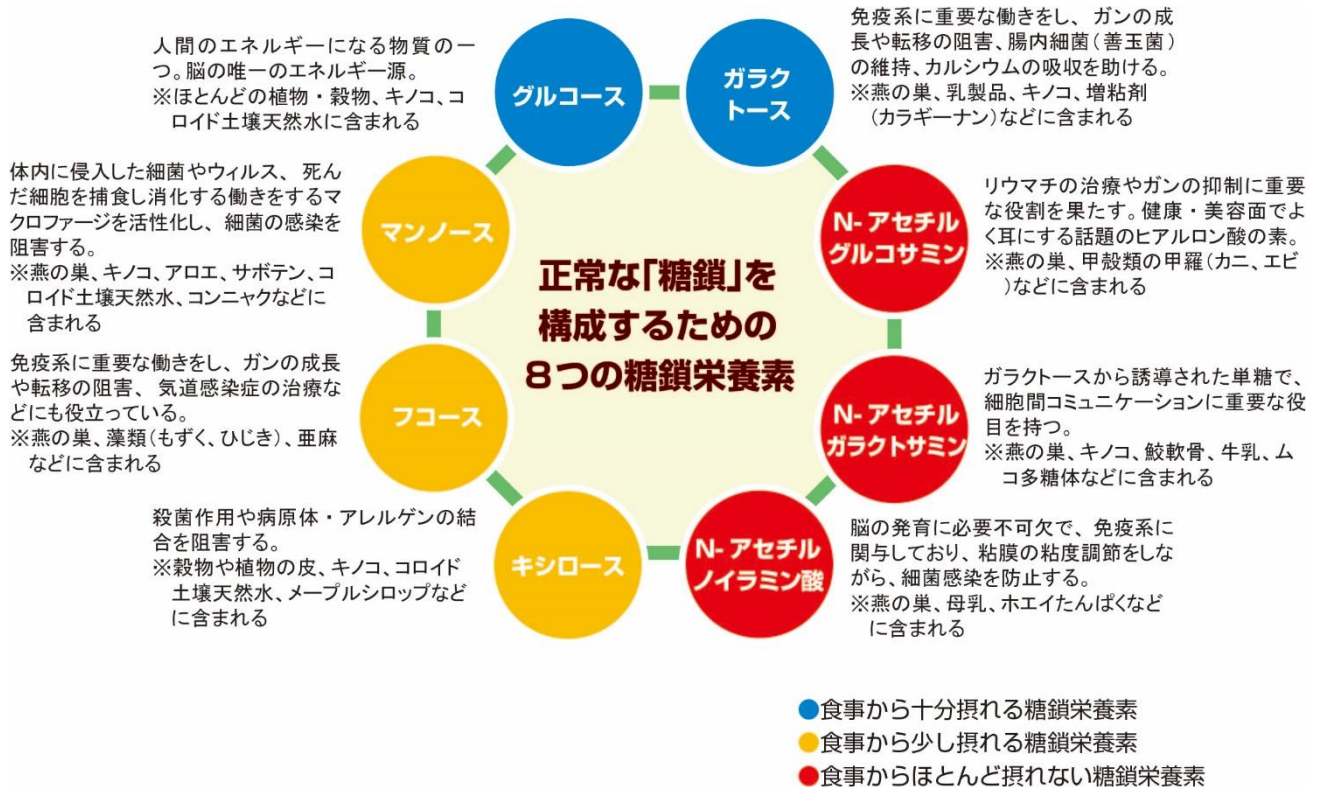 人間のエネルギーになる物質の一
つ。脳の唯一のエネルギー源。
※ほとんどの植物・穀物、キノコ、コ
ロイド土壌天然水に含まれる
グルコース
ガラク
トース
免疫系に重要な働きをし、ガンの成
長や転移の阻害、腸内細菌(善玉菌)
の維持、カルシウムの吸収を助ける。
※燕の巣、乳製品、キノコ、増粘剤
(カラギーナン)などに含まれる
体内に侵入した細菌やウィルス、死ん
だ細胞を捕食し消化する働きをするマ
クロファージを活性化し、細菌の感染を
阻害する。
※燕の巣、キノコ、アロエ、サボテン、コ
ロイド土壌天然水、コンニャクなどに
含まれる
マンノース
N-アセチル
グルコサミン
リウマチの治療やガンの抑制に重要
な役割を果たす。健康・美容面でよ
く耳にする話題のヒアルロン酸の素。
※燕の巣、甲殻類の甲羅(カニ、エビ
)などに含まれる
正常な「糖鎖」を
構成するための
8つの糖鎖栄養素
免疫系に重要な働きをし、ガンの成長
や転移の阻害、気道感染症の治療な
どにも役立っている。
※燕の巣、藻類(もずく、ひじき)、亜麻
などに含まれる
フコース
N-アセチル
ガラクトサミン
ガラクトースから誘導された単糖で、
細胞間コミュニケーションに重要な役
目を持つ。
※燕の巣、キノコ、鮫軟骨、牛乳、ム
コ多糖体などに含まれる
殺菌作用や病原体・アレルゲンの結
合を阻害する。
※穀物や植物の皮、キノコ、コロイド
土壌天然水、メープルシロップなど
に含まれる
キシロース
N-アセチル
ノイラミン酸
脳の発育に必要不可欠で、免疫系に
関与しており、粘膜の粘度調節をしな
がら、細菌感染を防止する。
※燕の巣、母乳、ホエイたんぱくなど
に含まれる
●食事から十分摂れる糖鎖栄養素
●食事から少し摂れる糖鎖栄養素
●食事からほとんど摂れない糖鎖栄養素